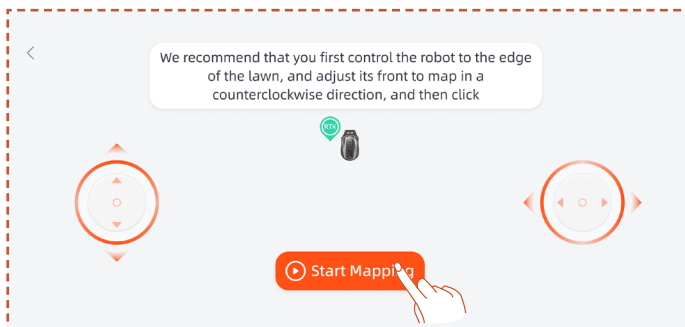 We recommend that you first control the robot to the edge
of the lawn, and adjust its front to map in a
counterclockwise direction, and then click
RTK
Start Mapping